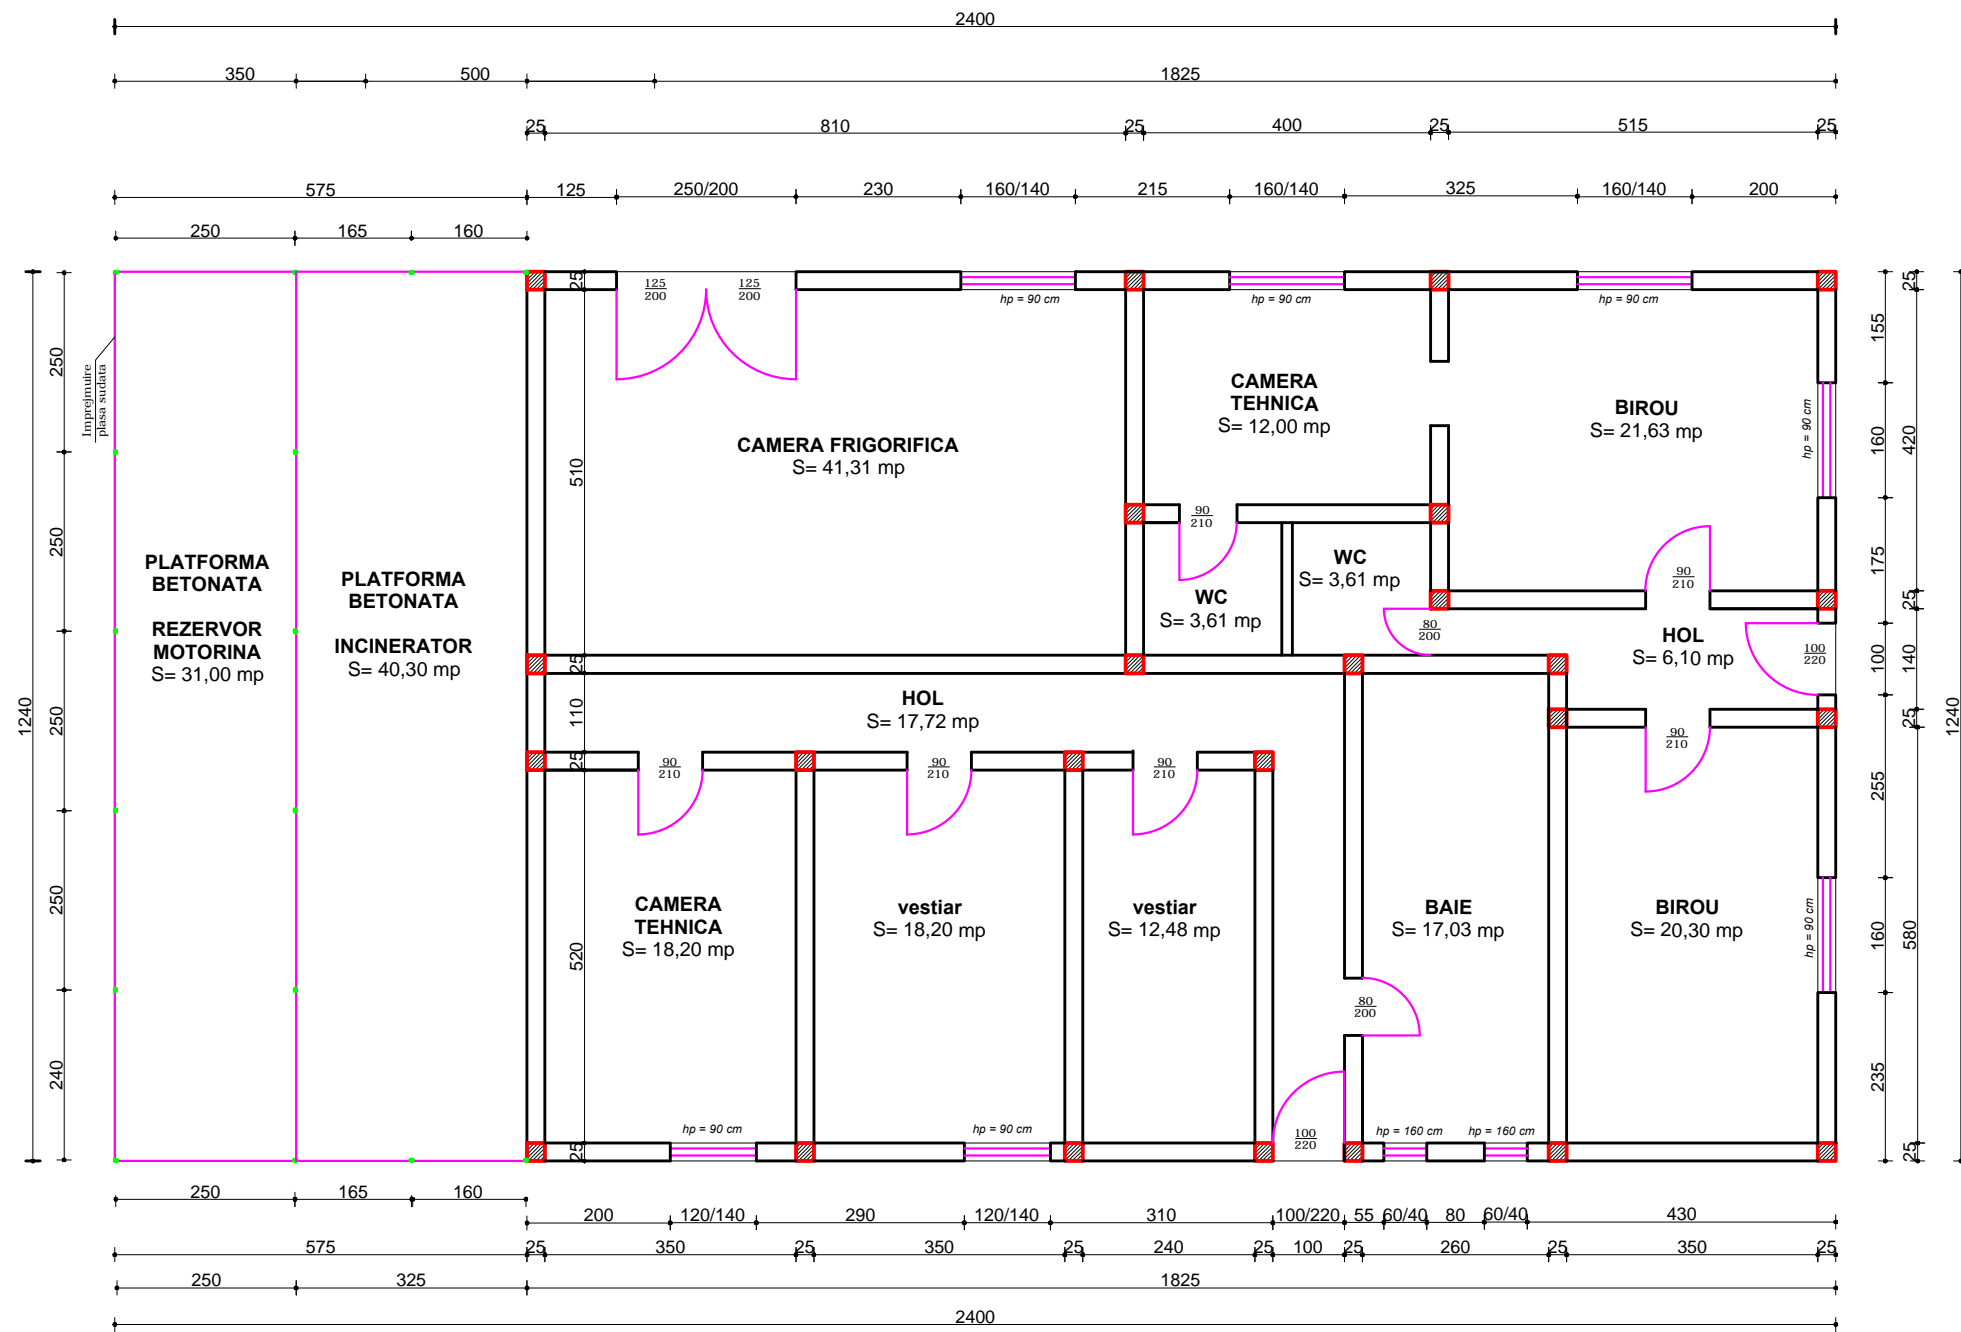 2400
350 500 1825
25 810 25 400 25 515 25
575 125 250/200 230 160/140 215 160/140 325 160/140 200
250 165 160
125
200
125
200
hp = 90 cm
hp = 90 cm
hp = 90 cm
25
25
155
250
Imprejmuire
plasa sudata
CAMERA
TEHNICA
S= 12,00 mp
BIROU
S= 21,63 mp
hp = 90 cm
160
420
CAMERA FRIGORIFICA
S= 41,31 mp
510
90
210
250
PLATFORMA
BETONATA
REZERVOR
MOTORINA
S= 31,00 mp
PLATFORMA
BETONATA
INCINERATOR
S= 40,30 mp
WC
S= 3,61 mp
WC
S= 3,61 mp
90
210
175
25
80
200
HOL
S= 6,10 mp
100
220
100
140
25
1240
250
110
HOL
S= 17,72 mp
25
1240
25
90
210
90
210
90
210
90
210
255
250
CAMERA
TEHNICA
S= 18,20 mp
vestiar
S= 18,20 mp
vestiar
S= 12,48 mp
BAIE
S= 17,03 mp
BIROU
S= 20,30 mp
hp = 90 cm
160
580
520
80
200
240
235
hp = 90 cm
hp = 90 cm
100
220
hp = 160 cm
hp = 160 cm
25
25
250 165 160
200 120/140 290 120/140 310 100/220 55 60/40 80 60/40 430
575 25 350 25 350 25 240 25 100 25 260 25 350 25
250 325 1825
2400